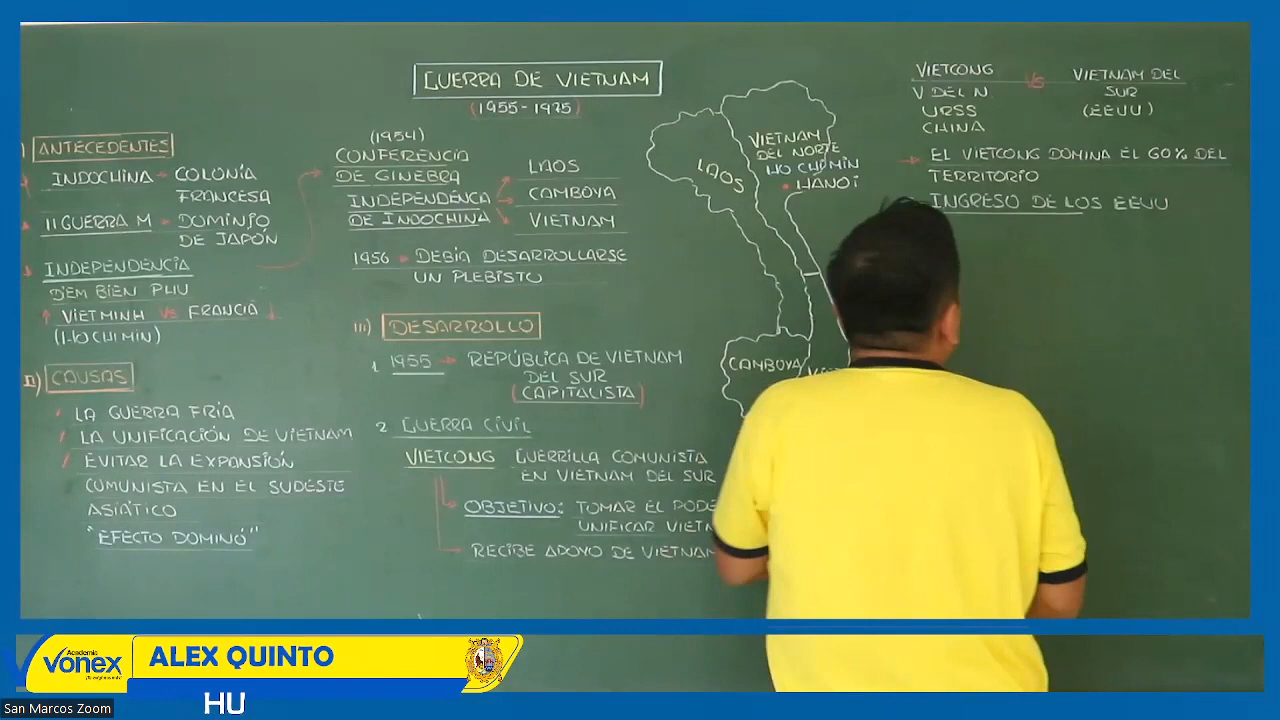 GUERRA DE VIETNAM
(1955-1975)
ANTECEDENTES
INDOCHINA - COLONIA
FRANCESA
II GUERRA M - DOMINIO
DE JAPÓN
INDEPENDENCIA
DIEM BIEN PHU
↑ VIETMINH VS FRANCIA ↓
(HO CHI MIN)
II) CAUSAS
LA GUERRA FRÍA
LA UNIFICACIÓN DE VIETNAM
EVITAR LA EXPANSIÓN
COMUNISTA EN EL SUDESTE
ASIÁTICO
"EFECTO DOMINÓ"
(1954)
CONFERENCIA
DE GINEBRA
INDEPENDENCA
DE INDOCHINA
LAOS
CAMBOYA
VIETNAM
1956 DEBÍA DESARROLLARSE
UN PLEBISTO
III) DESARROLLO
1. 1955 → REPÚBLICA DE VIETNAM
DEL SUR
(CAPITALISTA)
2 GUERRA CIVIL
VIETCONG GUERRILLA COMUNISTA
EN VIETNAM DEL SUR
OBJETIVO: TOMAR EL PODE
UNIFICAR VIETN
RECIBE APOYO DE VIETNAM
LAOS
VIETNAM
DEL NORTE
HO CHI MIN
HANOI
CAMBOYA
VIETCONG VS VIETNAM DEL
V DEL N. SUR
URSS (EEUU)
CHINA
→ EL VIETCONG DOMINA EL 60% DEL
TERRITORIO
INGRESO DE LOS EEUU
Academia
vonex
ALEX QUINTO
HU
San Marcos Zoom